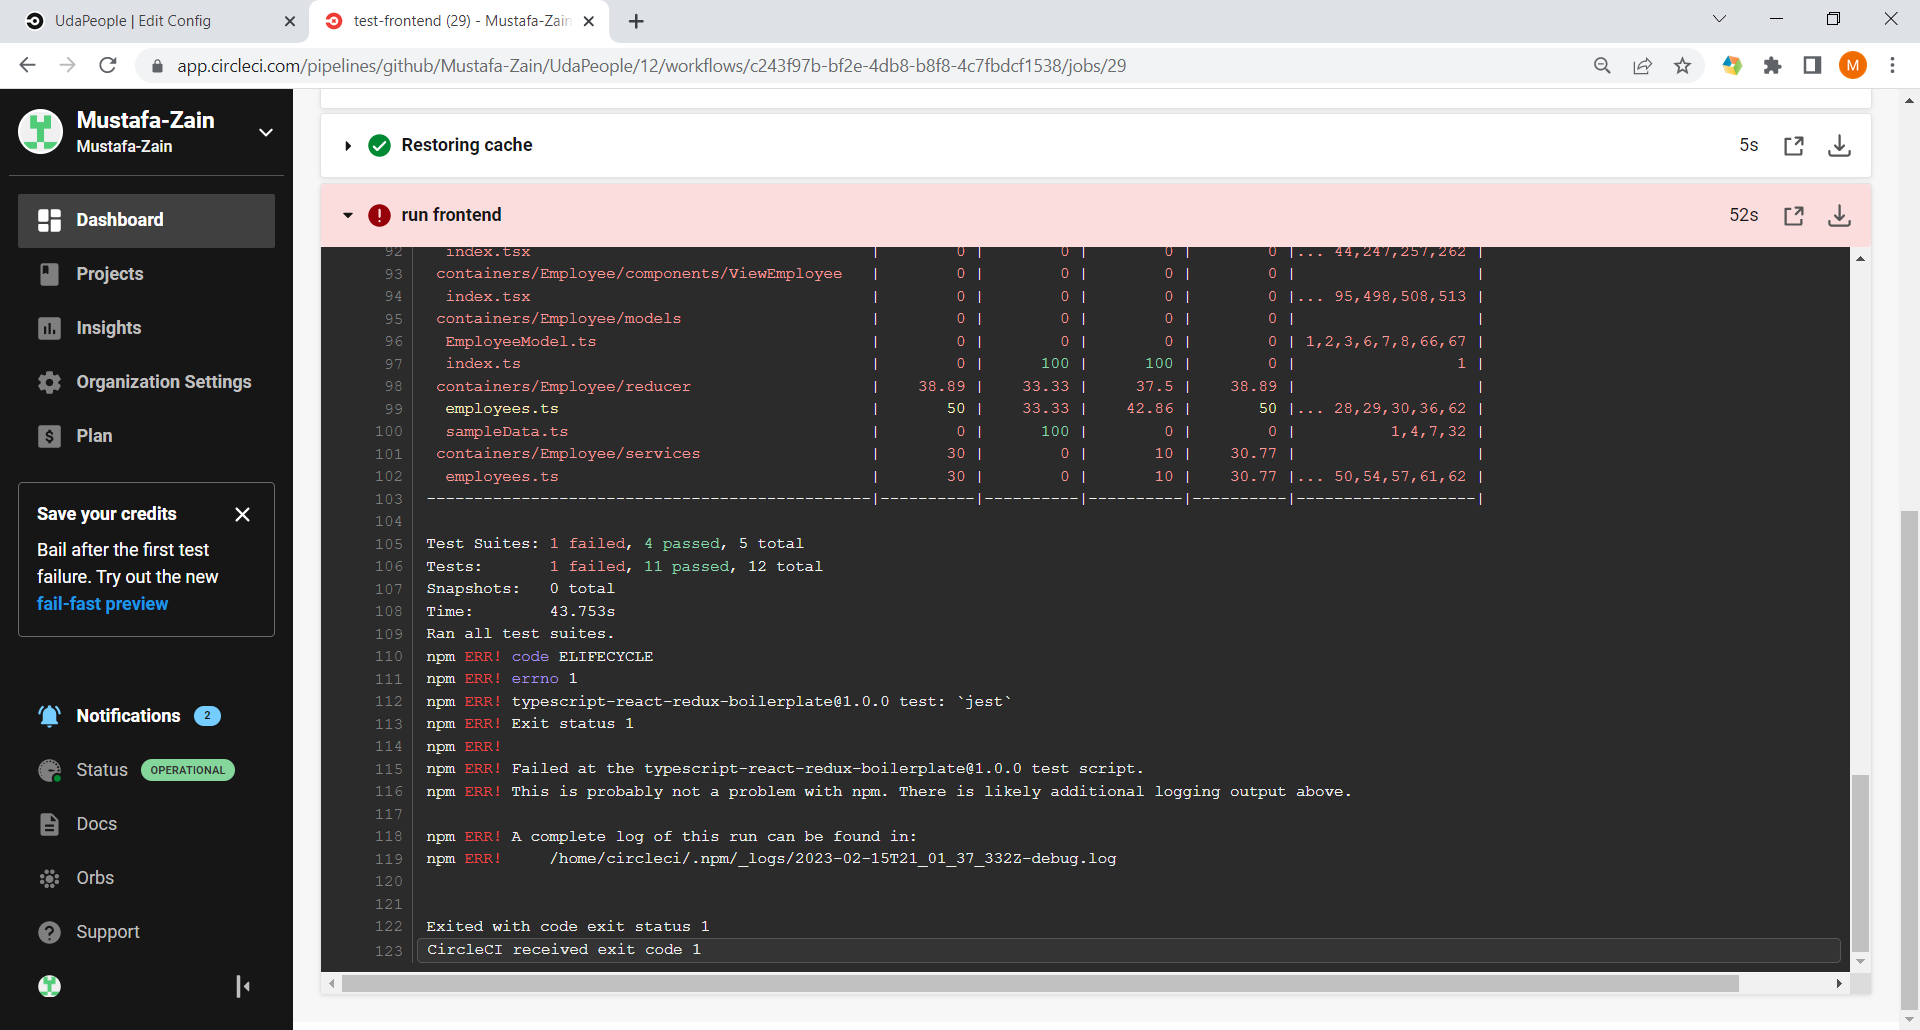 UdaPeople | Edit Config
test-frontend (29) - Mustafa-Zain
app.circleci.com/pipelines/github/Mustafa-Zain/UdaPeople/12/workflows/c243f97b-bf2e-4db8-b8f8-4c7fbdcf1538/jobs/29
M
Mustafa-Zain
Mustafa-Zain
Dashboard
Projects
Insights
Organization Settings
Plan
Save your credits
Bail after the first test
failure. Try out the new
fail-fast preview
Notifications 2
Status OPERATIONAL
Docs
Orbs
Support
Restoring cache 5s
run frontend 52s
92 index.tsx | 0 | 0 | 0 | 0 |... 44,247,257,262 |
93 containers/Employee/components/ViewEmployee | 0 | 0 | 0 | 0 | |
94 index.tsx | 0 | 0 | 0 | 0 |... 95,498,508,513 |
95 containers/Employee/models | 0 | 0 | 0 | 0 | |
96 EmployeeModel.ts | 0 | 0 | 0 | 0 | 1,2,3,6,7,8,66,67 |
97 index.ts | 0 | 100 | 100 | 0 | 1 |
98 containers/Employee/reducer | 38.89 | 33.33 | 37.5 | 38.89 | |
99 employees.ts | 50 | 33.33 | 42.86 | 50 |... 28,29,30,36,62 |
100 sampleData.ts | 0 | 100 | 0 | 0 | 1,4,7,32 |
101 containers/Employee/services | 30 | 0 | 10 | 30.77 | |
102 employees.ts | 30 | 0 | 10 | 30.77 |... 50,54,57,61,62 |
103 -----------------------------------------------|----------|----------|----------|----------|-------------------|
104
105 Test Suites: 1 failed, 4 passed, 5 total
106 Tests: 1 failed, 11 passed, 12 total
107 Snapshots: 0 total
108 Time: 43.753s
109 Ran all test suites.
110 npm ERR! code ELIFECYCLE
111 npm ERR! errno 1
112 npm ERR! typescript-react-redux-boilerplate@1.0.0 test: `jest`
113 npm ERR! Exit status 1
114 npm ERR!
115 npm ERR! Failed at the typescript-react-redux-boilerplate@1.0.0 test script.
116 npm ERR! This is probably not a problem with npm. There is likely additional logging output above.
117
118 npm ERR! A complete log of this run can be found in:
119 npm ERR! /home/circleci/.npm/_logs/2023-02-15T21_01_37_332Z-debug.log
120
121
122 Exited with code exit status 1
123 CircleCI received exit code 1